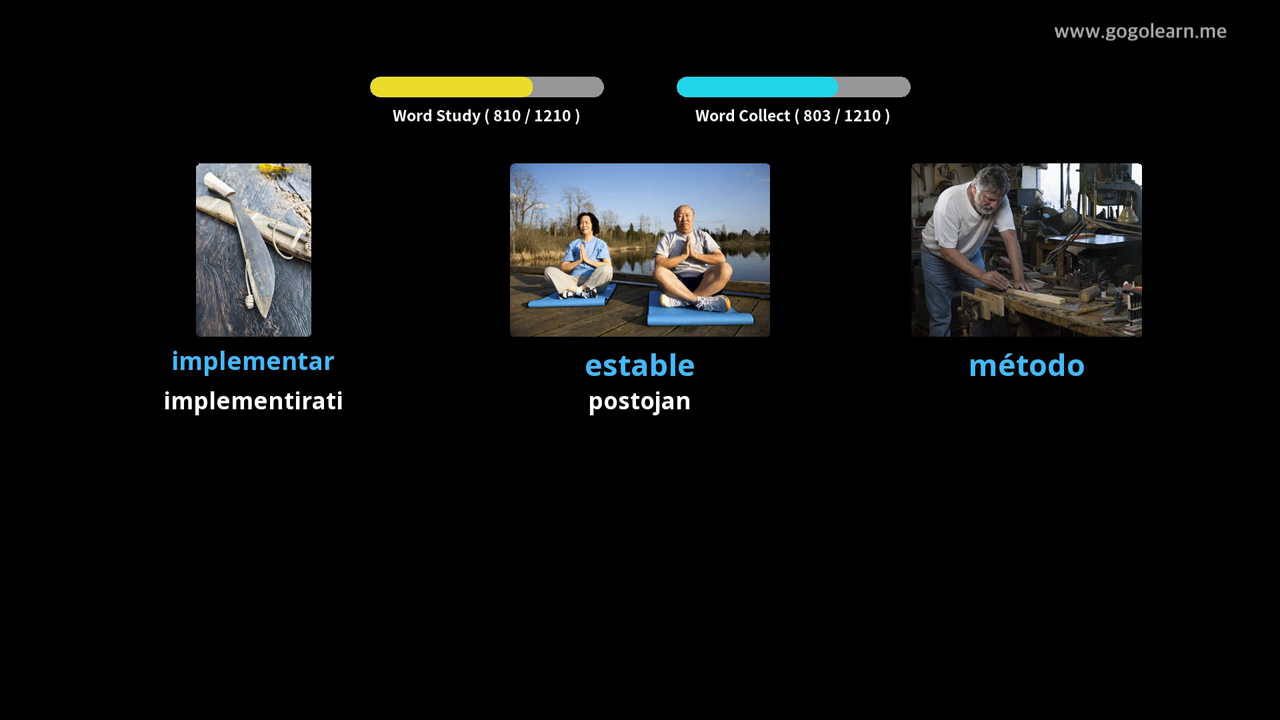 www.gogolearn.me
Word Study ( 810 / 1210 )
Word Collect ( 803 / 1210 )
implementar
implementirati
estable
postojan
método